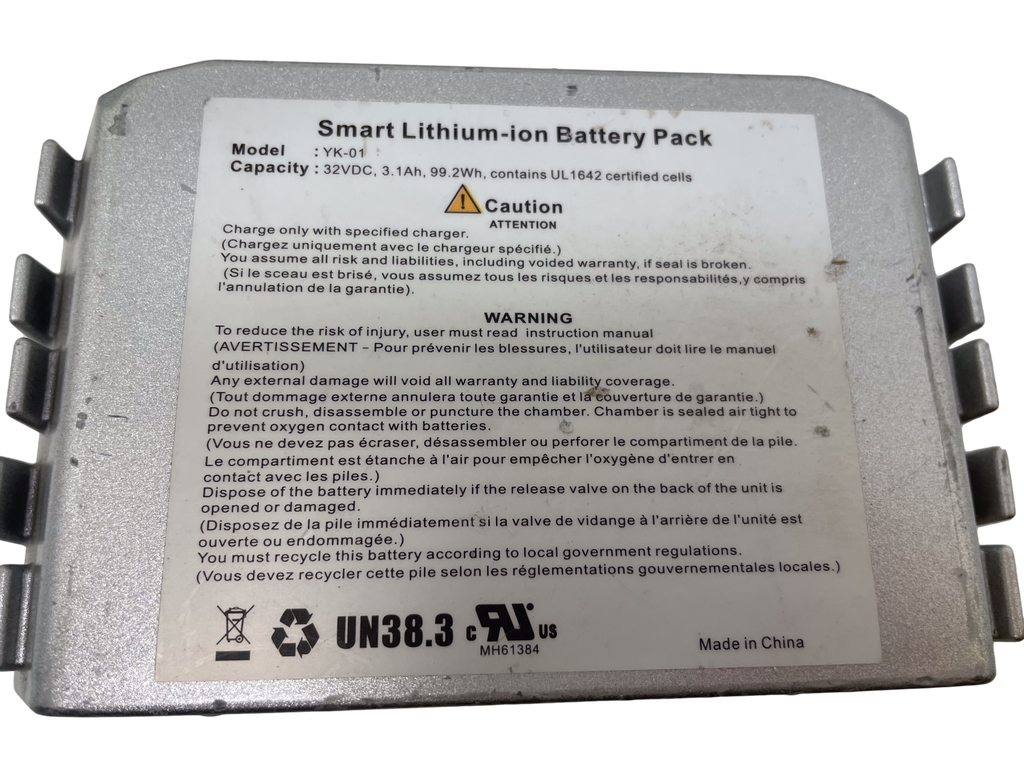 Smart Lithium-ion Battery Pack
Model : YK-01
Capacity : 32VDC, 3.1Ah, 99.2Wh, contains UL1642 certified cells
Caution
ATTENTION
Charge only with specified charger.
(Chargez uniquement avec le chargeur spécifié.)
You assume all risk and liabilities, including voided warranty, if seal is broken.
(Si le sceau est brisé, vous assumez tous les risques et les responsabilités,y compris
l'annulation de la garantie).
WARNING
To reduce the risk of injury, user must read instruction manual
(AVERTISSEMENT – Pour prévenir les blessures, l'utilisateur doit lire le manuel
d'utilisation)
Any external damage will void all warranty and liability coverage.
(Tout dommage externe annulera toute garantie et la couverture de garantie.)
Do not crush, disassemble or puncture the chamber. Chamber is sealed air tight to
prevent oxygen contact with batteries.
(Vous ne devez pas écraser, désassembler ou perforer le compartiment de la pile.
Le compartiment est étanche à l'air pour empêcher l'oxygène d'entrer en
contact avec les piles.)
Dispose of the battery immediately if the release valve on the back of the unit is
opened or damaged.
(Disposez de la pile immédiatement si la valve de vidange à l'arrière de l'unité est
ouverte ou endommagée.)
You must recycle this battery according to local government regulations.
(Vous devez recycler cette pile selon les réglementations gouvernementales locales.)
UN38.3 c RU US
MH61384
Made in China